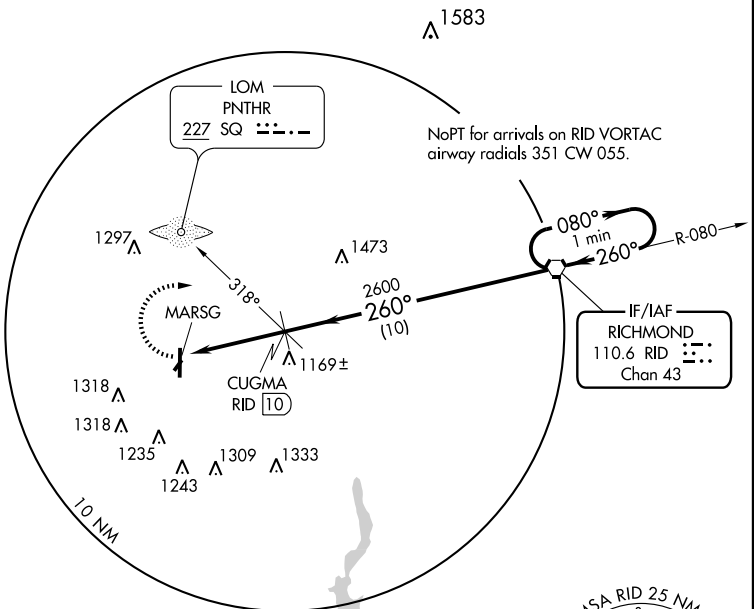 1583
LOM
PNTHR
227 SQ
NoPT for arrivals on RID VORTAC
airway radials 351 CW 055.
1297
1473
080°
1 min
260°
R-080
318°
2600
260°
(10)
MARSG
IF/IAF
RICHMOND
110.6 RID
Chan 43
1169±
CUGMA
RID 10
1318
1318
1235
1243
1309
1333
10 NM
MSA RID 25 NM